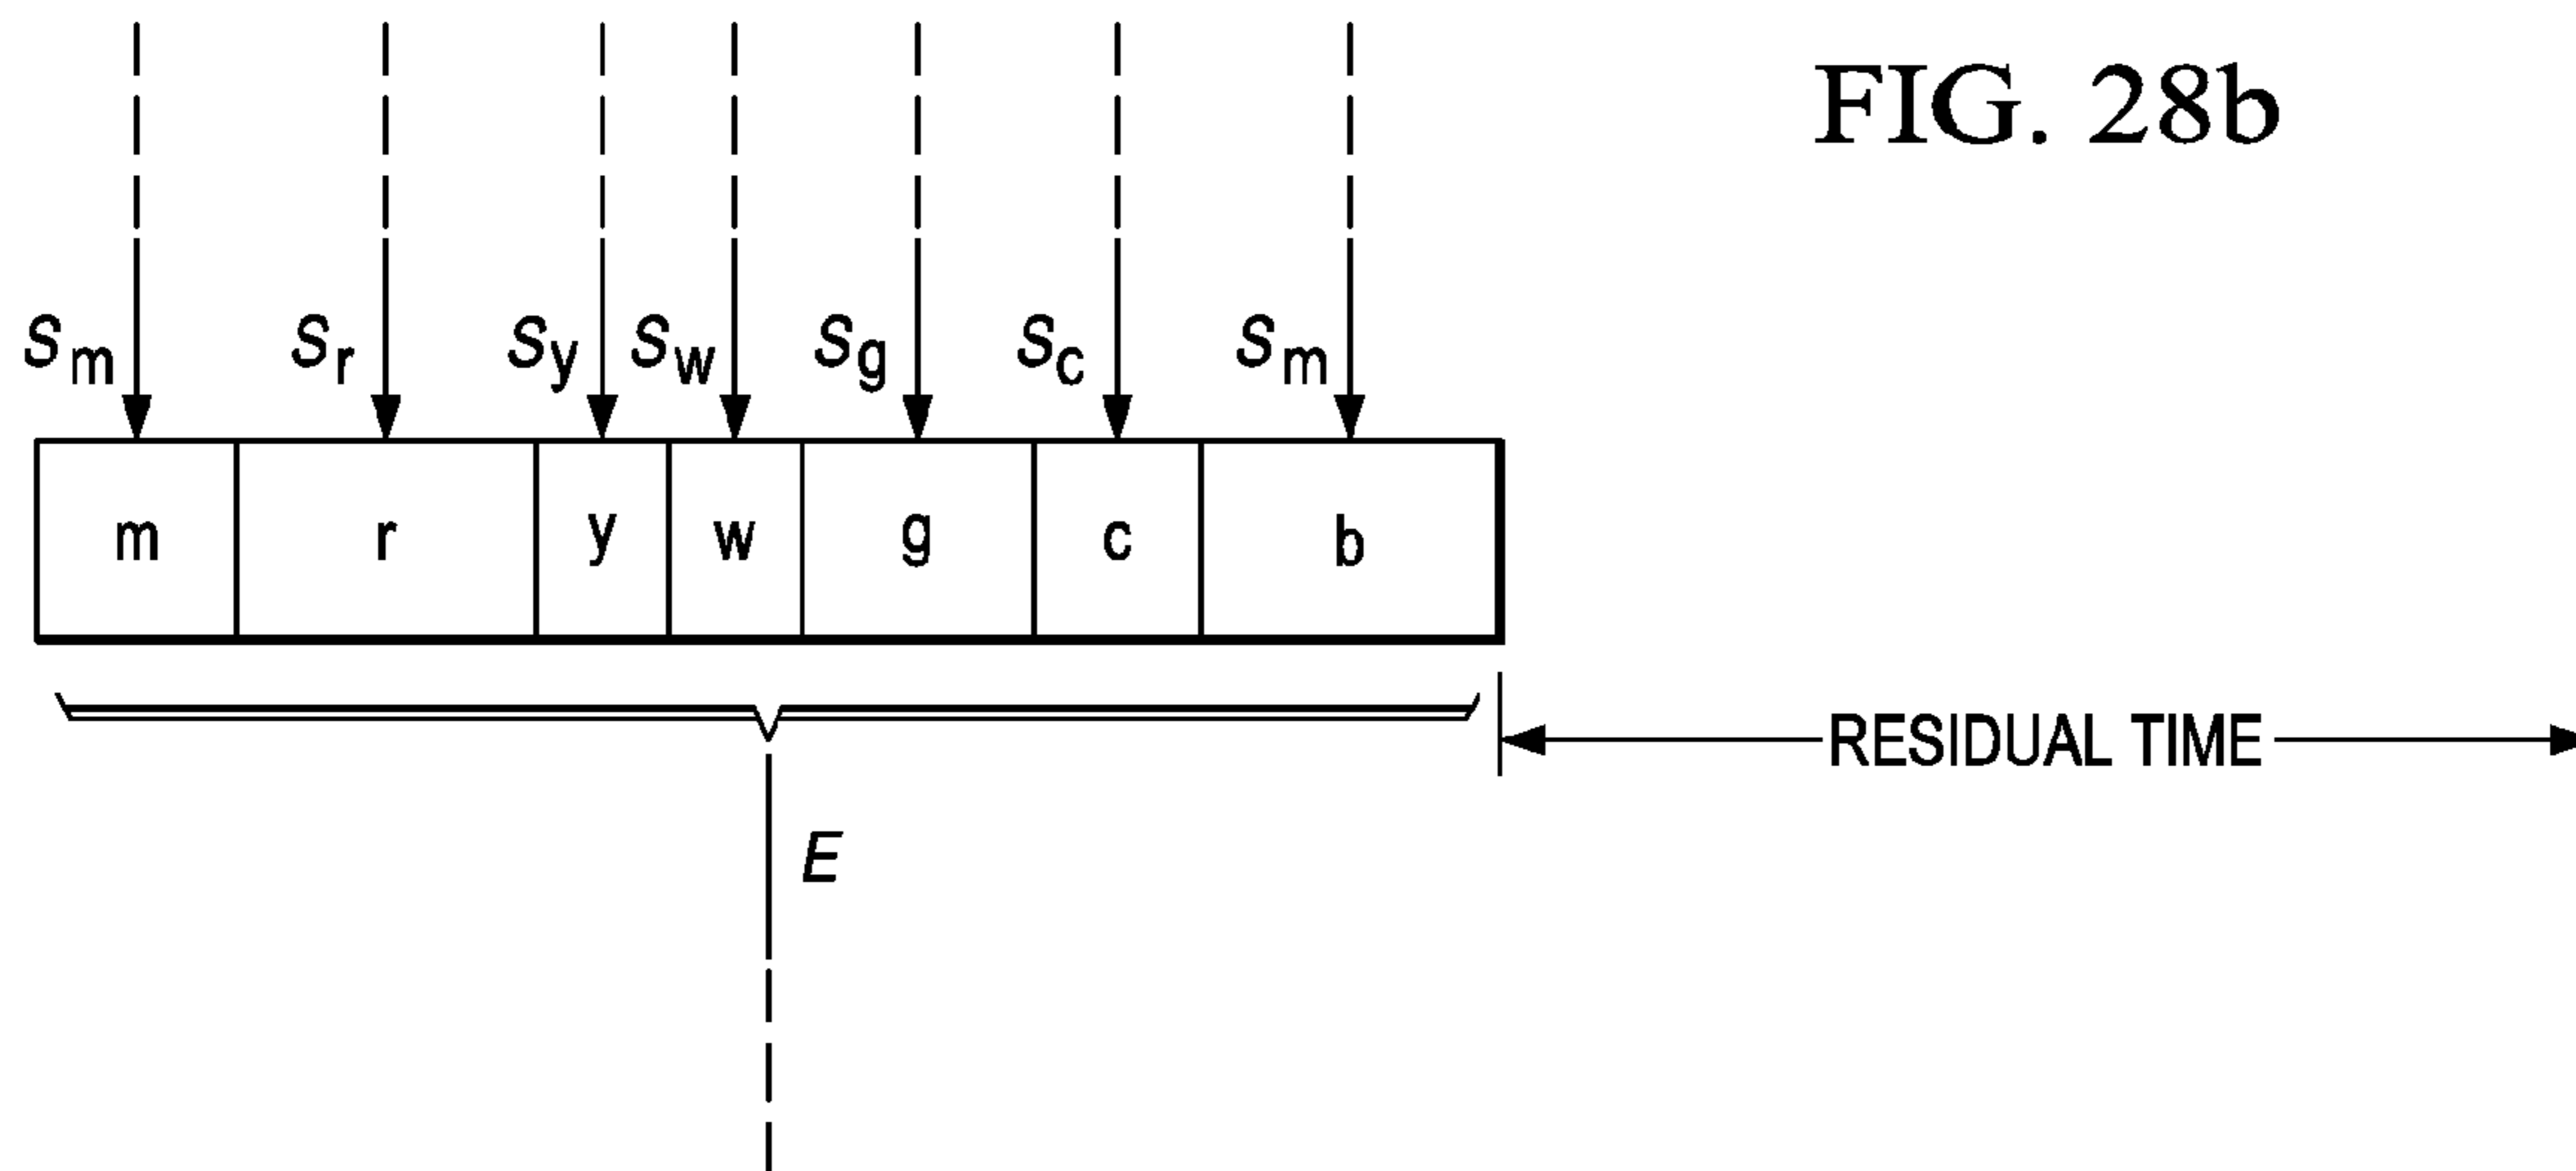 FIG. 28b
Sm Sr Sy Sw Sg Sc Sm
m r y w g c b
RESIDUAL TIME
E